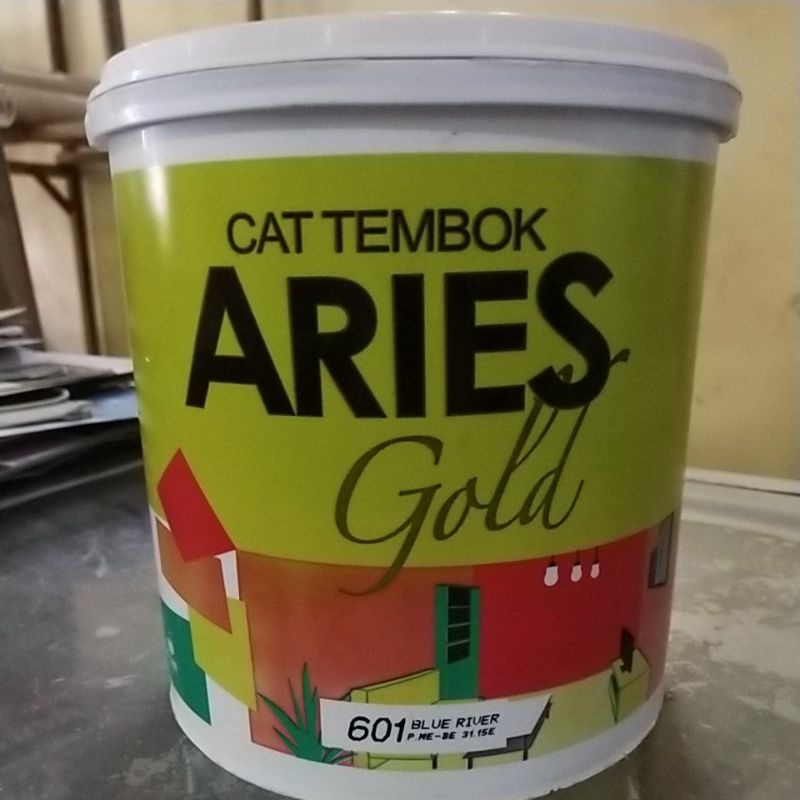 CAT TEMBOK
ARIES
Gold
601 BLUE RIVER
P.ME-BE 31.15E